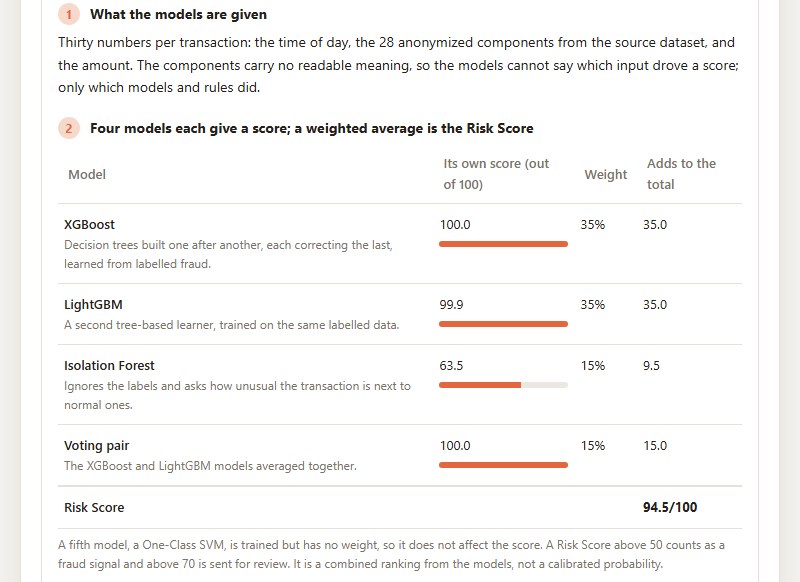 1 What the models are given
Thirty numbers per transaction: the time of day, the 28 anonymized components from the source dataset, and
the amount. The components carry no readable meaning, so the models cannot say which input drove a score;
only which models and rules did.
2 Four models each give a score; a weighted average is the Risk Score
Model
Its own score (out
of 100)
Weight
Adds to the
total
XGBoost
100.0
35%
35.0
Decision trees built one after another, each correcting the last,
learned from labelled fraud.
LightGBM
99.9
35%
35.0
A second tree-based learner, trained on the same labelled data.
Isolation Forest
63.5
15%
9.5
Ignores the labels and asks how unusual the transaction is next to
normal ones.
Voting pair
100.0
15%
15.0
The XGBoost and LightGBM models averaged together.
Risk Score
94.5/100
A fifth model, a One-Class SVM, is trained but has no weight, so it does not affect the score. A Risk Score above 50 counts as a
fraud signal and above 70 is sent for review. It is a combined ranking from the models, not a calibrated probability.